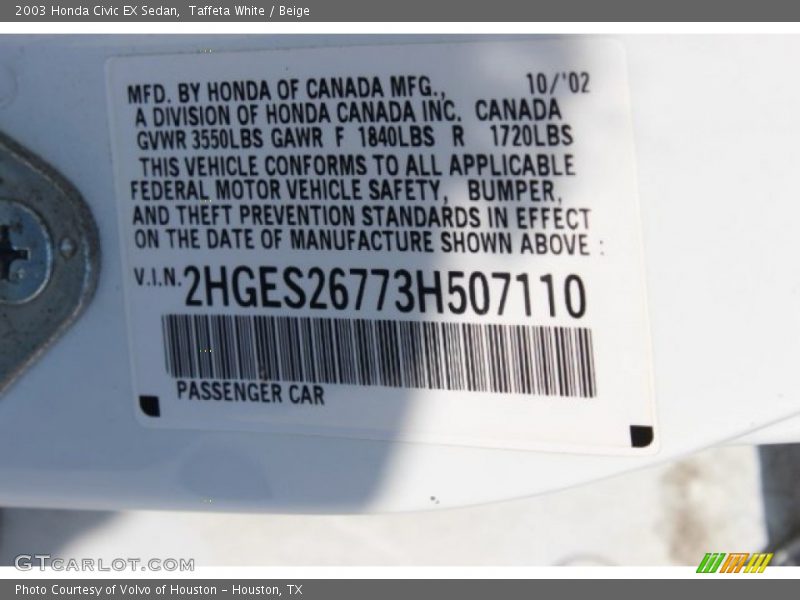 2003 Honda Civic EX Sedan,  Taffeta White / Beige
MFD. BY HONDA OF CANADA MFG., 10/'02
A DIVISION OF HONDA CANADA INC. CANADA
GVWR 3550LBS GAWR F 1840LBS R 1720LBS
THIS VEHICLE CONFORMS TO ALL APPLICABLE
FEDERAL MOTOR VEHICLE SAFETY, BUMPER,
AND THEFT PREVENTION STANDARDS IN EFFECT
ON THE DATE OF MANUFACTURE SHOWN ABOVE :
V.I.N. 2HGES26773H507110
PASSENGER CAR
GTCARLOT.COM
Photo Courtesy of Volvo of Houston - Houston, TX